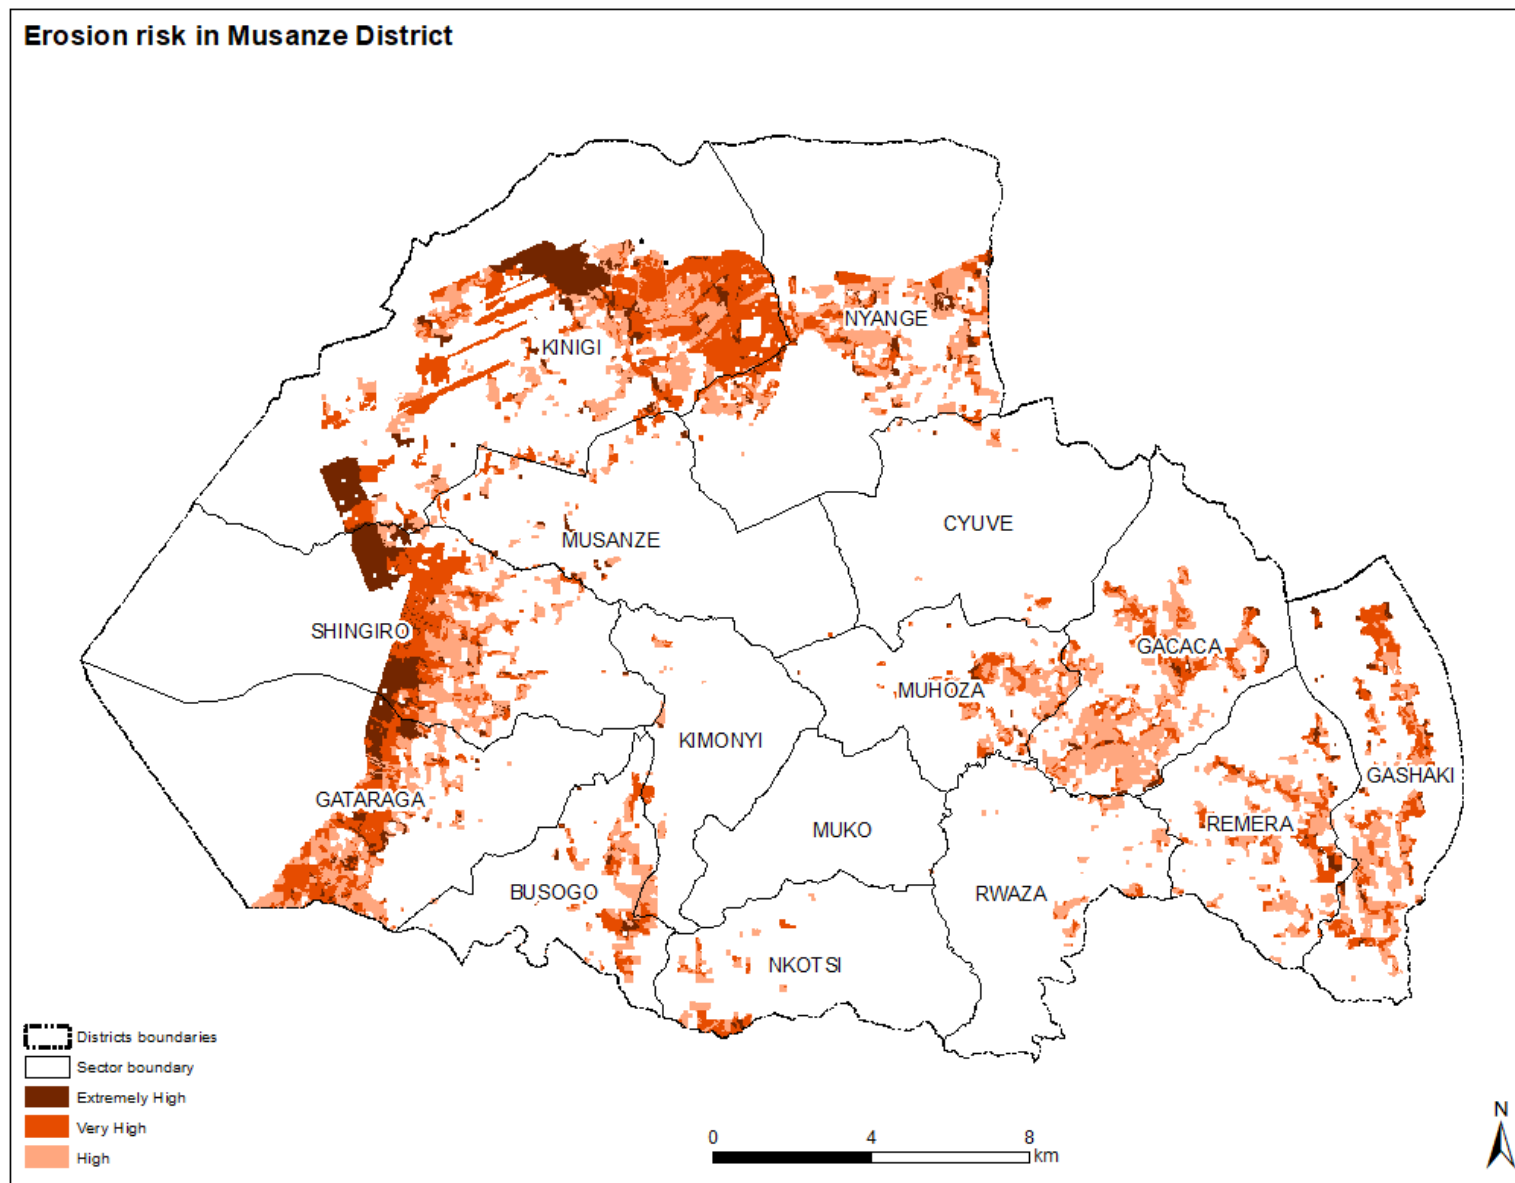 Erosion risk in Musanze District
NYANGE
KINIGI
CYUVE
MUSANZE
SHINGIRO
GACACA
MUHOZA
KIMONYI
GASHAKI
GATARAGA
REMERA
MUKO
BUSOGO
RWAZA
NKOTSI
Districts boundaries
Sector boundary
Extremely High
Very High
High
0 4 8
km
N